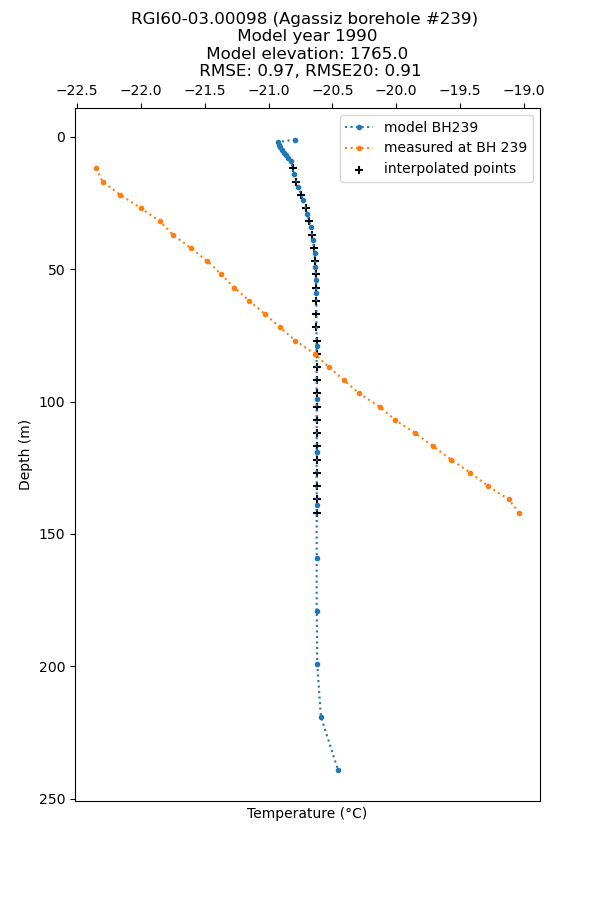 RGI60-03.00098 (Agassiz borehole #239)
Model year 1990
Model elevation: 1765.0
RMSE: 0.97, RMSE20: 0.91
−22.5 −22.0 −21.5 −21.0 −20.5 −20.0 −19.5 −19.0
model BH239
measured at BH 239
interpolated points
0
50
100
150
200
250
Depth (m)
Temperature (°C)